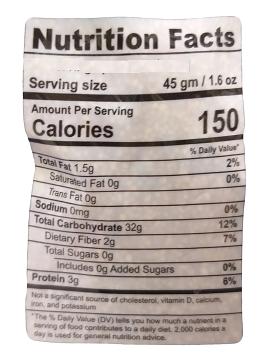 Nutrition Facts
Serving size 45 gm / 1.6 oz
Amount Per Serving
Calories 150
% Daily Value*
Total Fat 1.5g 2%
Saturated Fat 0g 0%
Trans Fat 0g
Sodium 0mg 0%
Total Carbohydrate 32g 12%
Dietary Fiber 2g 7%
Total Sugars 0g
Includes 0g Added Sugars 0%
Protein 3g 6%
Not a significant source of cholesterol, vitamin D, calcium,
iron, and potassium
*The % Daily Value (DV) tells you how much a nutrient in a
serving of food contributes to a daily diet. 2,000 calories a
day is used for general nutrition advice.